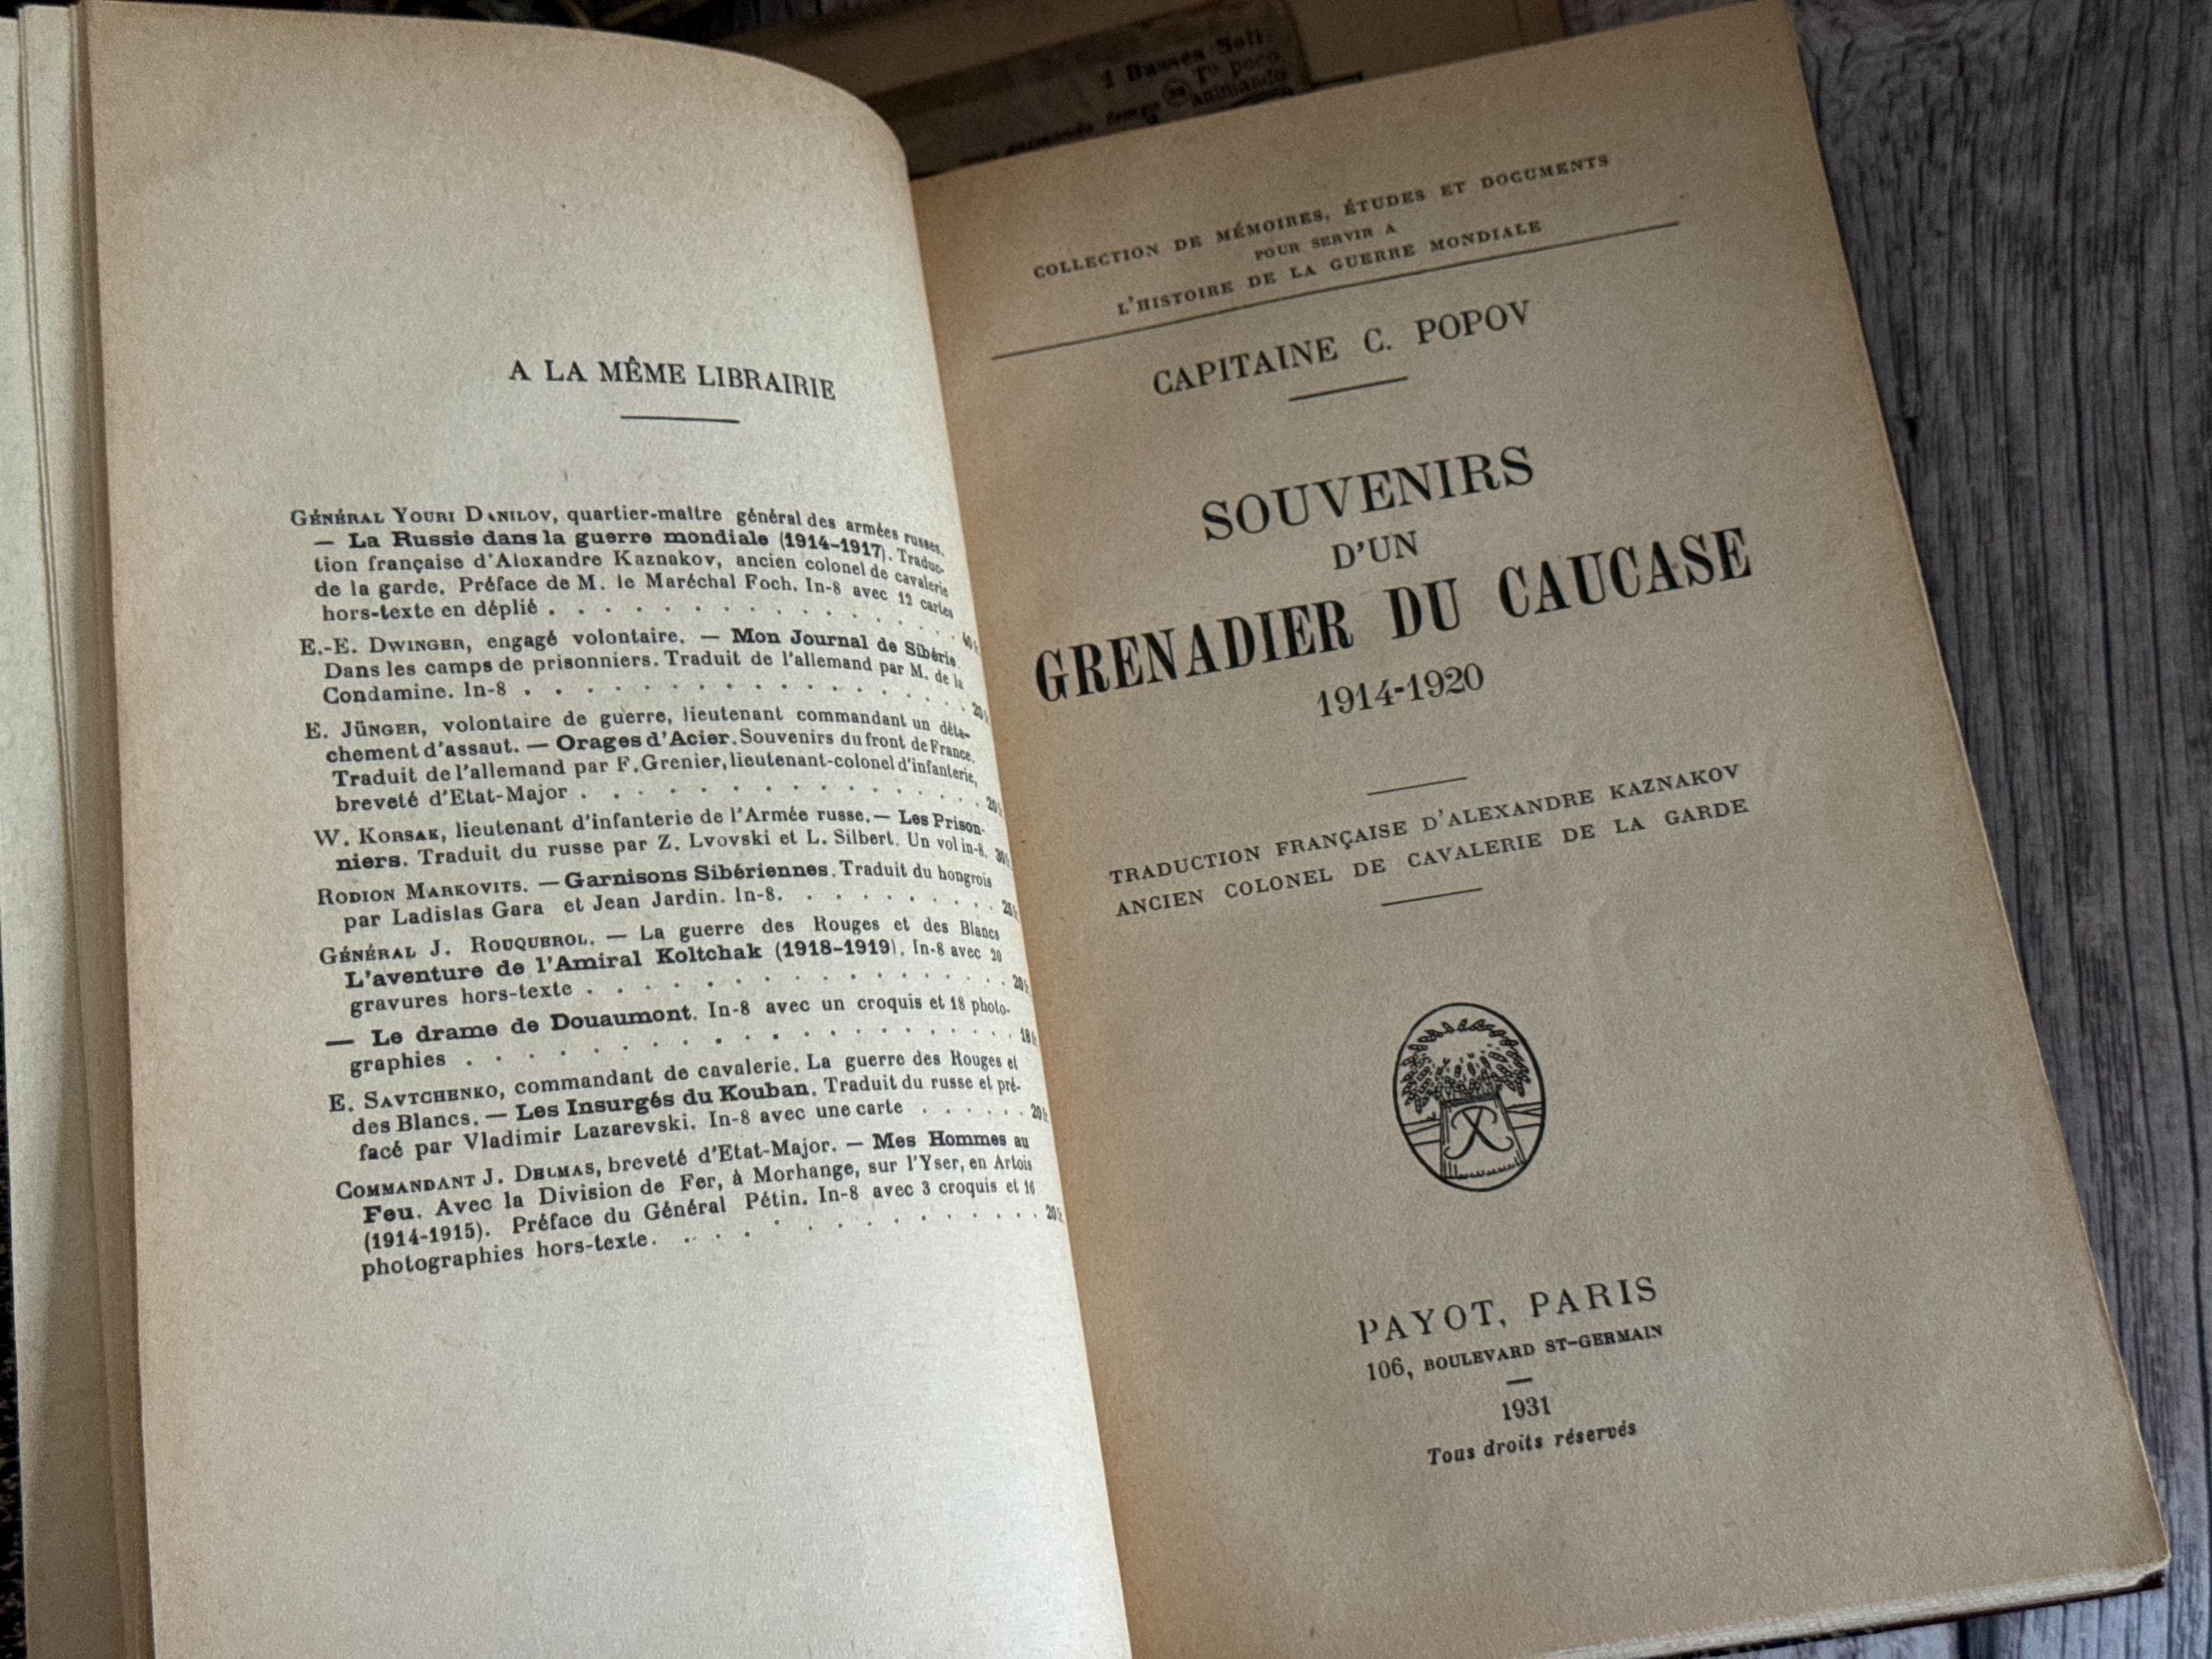 A LA MÊME LIBRAIRIE
GÉNÉRAL YOURI DANILOV, quartier-maître général des armées russes.
— La Russie dans la guerre mondiale (1914-1917). Traduc-
tion française d'Alexandre Kaznakov, ancien colonel de cavalerie
de la garde. Préface de M. le Maréchal Foch. In-8 avec 12 cartes
hors-texte en déplié . . . . . . . . . . . . . 40 f.
E.-E. DWINGER, engagé volontaire. — Mon Journal de Sibérie
Dans les camps de prisonniers. Traduit de l'allemand par M. de la
Condamine. In-8 . . . . . . . . . . . . . . . 20 f.
E. JÜNGER, volontaire de guerre, lieutenant commandant un déta-
chement d'assaut. — Orages d'Acier. Souvenirs du front de France.
Traduit de l'allemand par F. Grenier, lieutenant-colonel d'infanterie,
breveté d'Etat-Major . . . . . . . . . . . . . 20 f.
W. KORSAK, lieutenant d'infanterie de l'Armée russe. — Les Prison-
niers. Traduit du russe par Z. Lvovski et L. Silbert. Un vol in-8. 30 f.
RODION MARKOVITS. — Garnisons Sibériennes. Traduit du hongrois
par Ladislas Gara et Jean Jardin. In-8. . . . . . . . . 25 f.
GÉNÉRAL J. ROUQUEROL. — La guerre des Rouges et des Blancs
L'aventure de l'Amiral Koltchak (1918-1919). In-8 avec 20
gravures hors-texte . . . . . . . . . . . . . . 20 f.
— Le drame de Douaumont. In-8 avec un croquis et 18 photo-
graphies . . . . . . . . . . . . . . . . . 18 f.
E. SAVTCHENKO, commandant de cavalerie. La guerre des Rouges et
des Blancs. — Les Insurgés du Kouban. Traduit du russe et pré-
facé par Vladimir Lazarevski. In-8 avec une carte . . . . . . 20 f.
COMMANDANT J. DELMAS, breveté d'Etat-Major. — Mes Hommes au
Feu. Avec la Division de Fer, à Morhange, sur l'Yser, en Artois
(1914-1915). Préface du Général Pétin. In-8 avec 3 croquis et 16
photographies hors-texte. . . . . . . . . . . . . 20 f.
1 Basses
To poco
animando
COLLECTION DE MÉMOIRES, ÉTUDES ET DOCUMENTS
POUR SERVIR A
L'HISTOIRE DE LA GUERRE MONDIALE
CAPITAINE C. POPOV
SOUVENIRS
D'UN
GRENADIER DU CAUCASE
1914-1920
TRADUCTION FRANÇAISE D'ALEXANDRE KAZNAKOV
ANCIEN COLONEL DE CAVALERIE DE LA GARDE
PAYOT, PARIS
106, BOULEVARD ST-GERMAIN
1931
Tous droits réservés